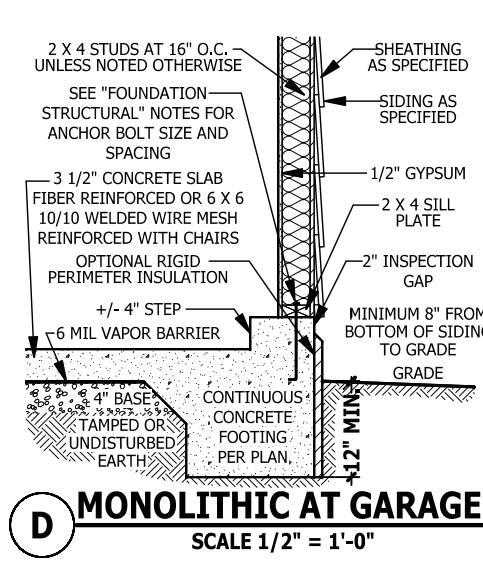 2 X 4 STUDS AT 16" O.C.
UNLESS NOTED OTHERWISE
SEE "FOUNDATION
STRUCTURAL" NOTES FOR
ANCHOR BOLT SIZE AND
SPACING
3 1/2" CONCRETE SLAB
FIBER REINFORCED OR 6 X 6
10/10 WELDED WIRE MESH
REINFORCED WITH CHAIRS
OPTIONAL RIGID
PERIMETER INSULATION
+/- 4" STEP
6 MIL VAPOR BARRIER
4" BASE
TAMPED OR
UNDISTURBED
EARTH
CONTINUOUS
CONCRETE
FOOTING
PER PLAN
SHEATHING
AS SPECIFIED
SIDING AS
SPECIFIED
1/2" GYPSUM
2 X 4 SILL
PLATE
2" INSPECTION
GAP
MINIMUM 8" FROM
BOTTOM OF SIDING
TO GRADE
GRADE
12" MIN.
D
MONOLITHIC AT GARAGE
SCALE 1/2" = 1'-0"